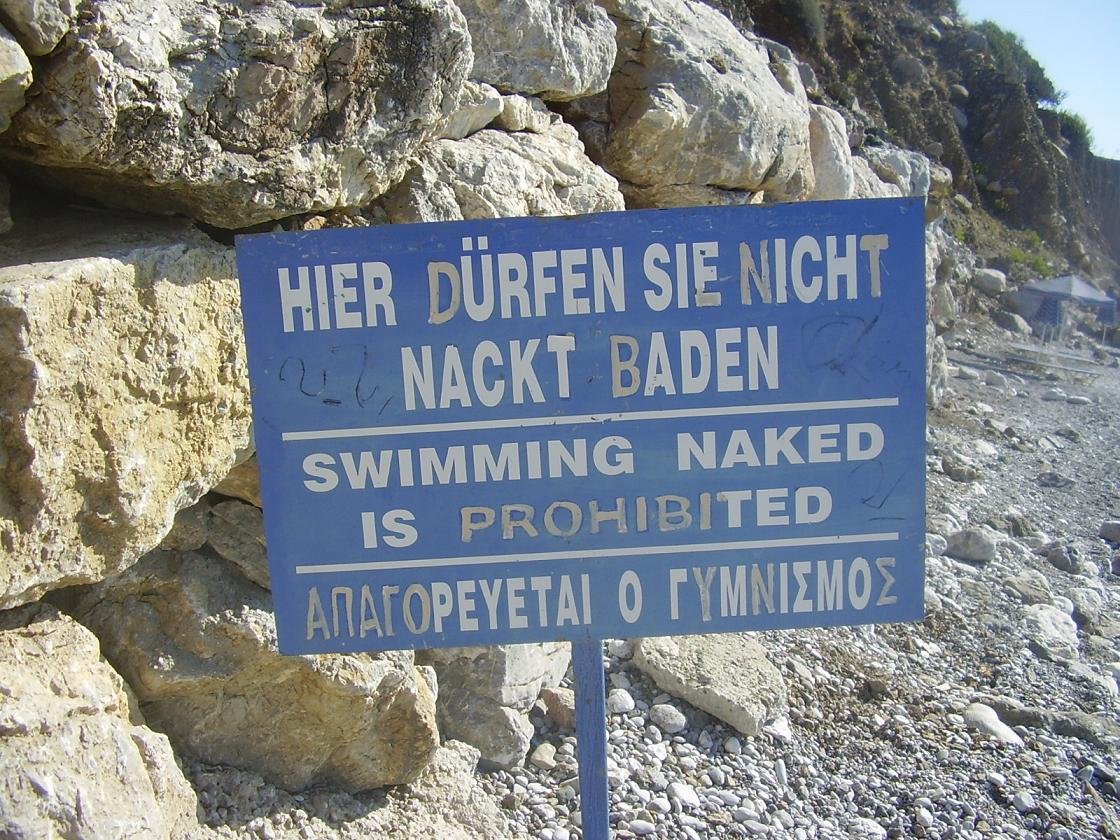 HIER DÜRFEN SIE NICHT
NACKT BADEN
SWIMMING NAKED
IS PROHIBITED
ΑΠΑΓΟΡΕΥΕΤΑΙ Ο ΓΥΜΝΙΣΜΟΣ